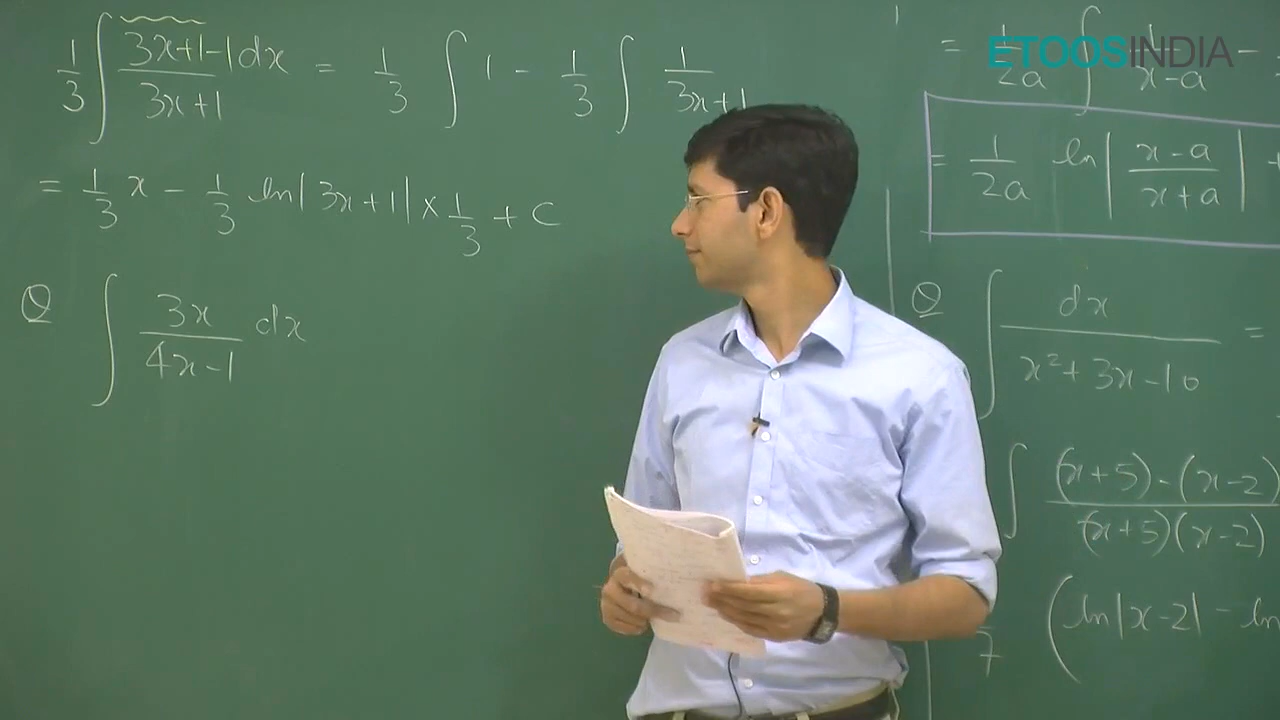 1/3 ∫ (3x+1-1)/(3x+1) dx = 1/3 ∫ 1 - 1/3 ∫ 1/(3x+1)
= 1/3 x - 1/3 ln|3x+1| × 1/3 + C
Q ∫ 3x/(4x-1) dx
ETOOSINDIA
= 1/2a ∫ 1/(x-a) -
= 1/2a ln|(x-a)/(x+a)| +
Q ∫ dx/(x²+3x-10) =
∫ ((x+5)-(x-2))/((x+5)(x-2))
/7 (ln|x-2| - ln